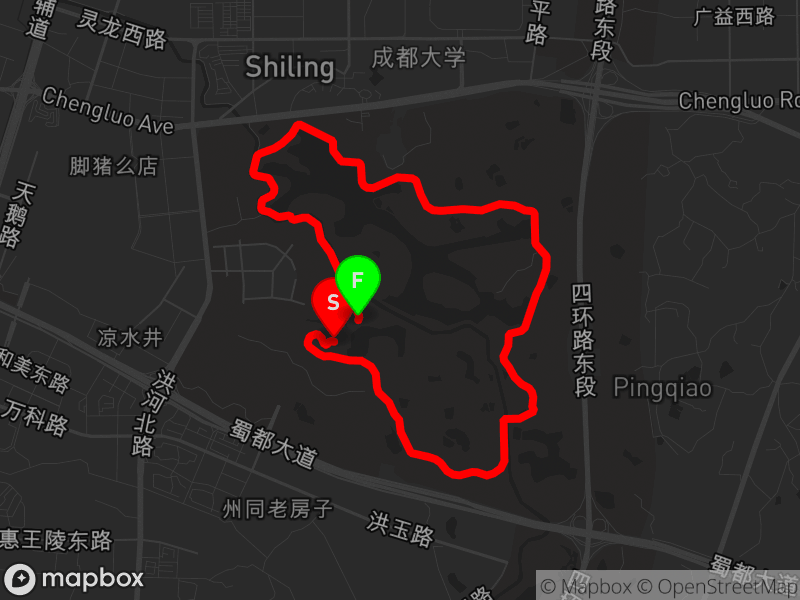 辅道
灵龙西路
Shiling
成都大学
平路
路东段
广益西路
Chengluo Ave
Chengluo Ro
脚猪么店
天鹅路
F
S
四环路东段
凉水井
和美东路
洪河北路
万科路
Pingqiao
蜀都大道
州同老房子
洪玉路
惠王陵东路
蜀都大道
路
四
mapbox
© Mapbox © OpenStreetMap